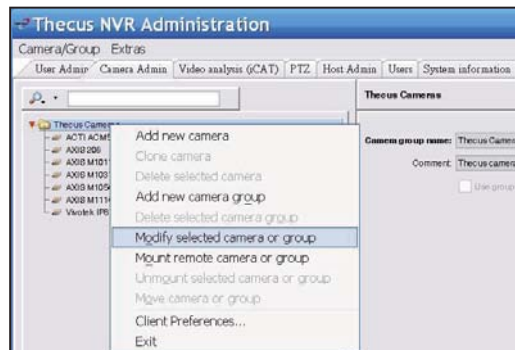 Thecus NVR Administration
Camera/Group Extras
User Admin Camera Admin Video analysis (iCAT) PTZ Host Admin Users System information
Thecus Cameras
Thecus Camera
ACTI ACM5
AXIS 206
AXIS M101
AXIS M103
AXIS M105
AXIS M111
Vivotek IP8
Add new camera
Clone camera
Delete selected camera
Add new camera group
Delete selected camera group
Modify selected camera or group
Mount remote camera or group
Unmount selected camera or group
Move camera or group
Client Preferences...
Exit
Camera group name: Thecus Camer
Comment: Thecus camera
Use group